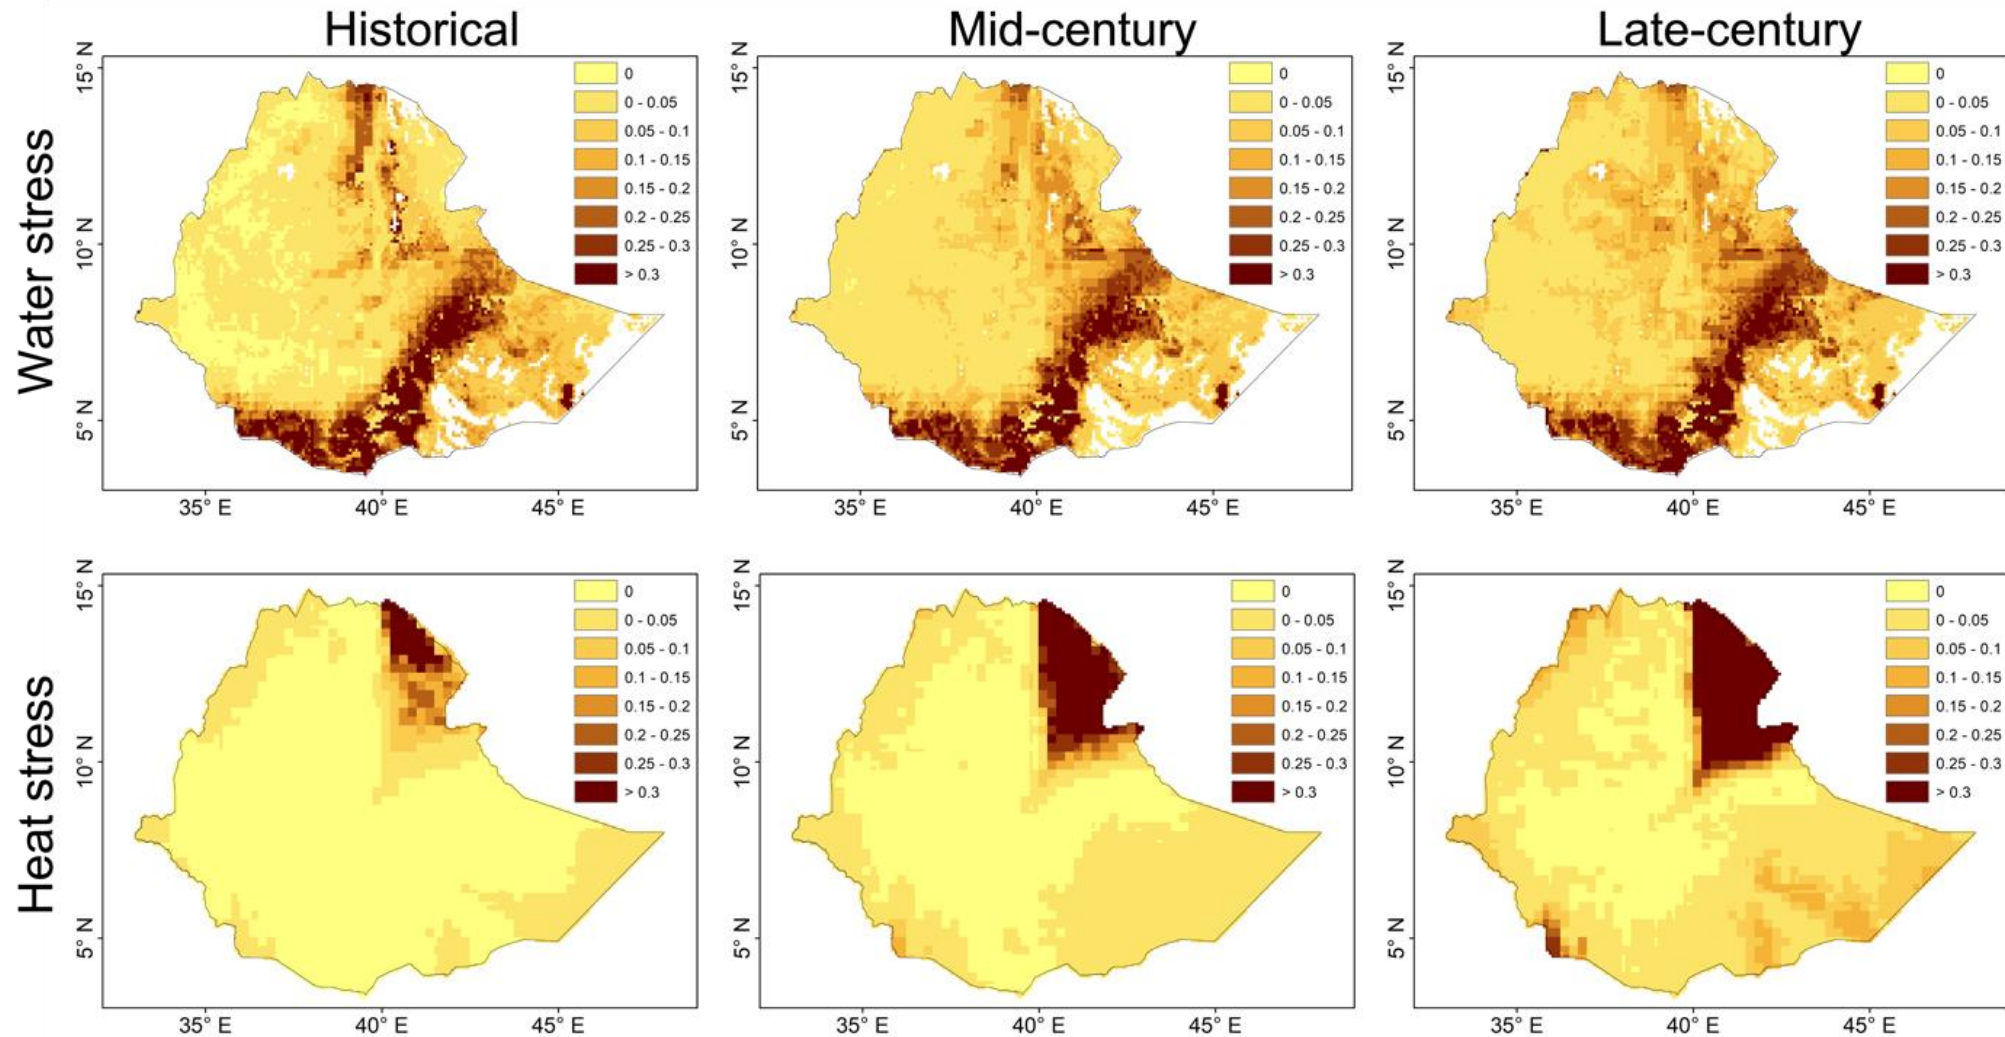 Historical
Mid-century
Late-century
Water stress
15° N
10° N
5° N
35° E
40° E
45° E
0
0 - 0.05
0.05 - 0.1
0.1 - 0.15
0.15 - 0.2
0.2 - 0.25
0.25 - 0.3
> 0.3
15° N
10° N
5° N
35° E
40° E
45° E
0
0 - 0.05
0.05 - 0.1
0.1 - 0.15
0.15 - 0.2
0.2 - 0.25
0.25 - 0.3
> 0.3
15° N
10° N
5° N
35° E
40° E
45° E
0
0 - 0.05
0.05 - 0.1
0.1 - 0.15
0.15 - 0.2
0.2 - 0.25
0.25 - 0.3
> 0.3
Heat stress
15° N
10° N
5° N
35° E
40° E
45° E
0
0 - 0.05
0.05 - 0.1
0.1 - 0.15
0.15 - 0.2
0.2 - 0.25
0.25 - 0.3
> 0.3
15° N
10° N
5° N
35° E
40° E
45° E
0
0 - 0.05
0.05 - 0.1
0.1 - 0.15
0.15 - 0.2
0.2 - 0.25
0.25 - 0.3
> 0.3
15° N
10° N
5° N
35° E
40° E
45° E
0
0 - 0.05
0.05 - 0.1
0.1 - 0.15
0.15 - 0.2
0.2 - 0.25
0.25 - 0.3
> 0.3